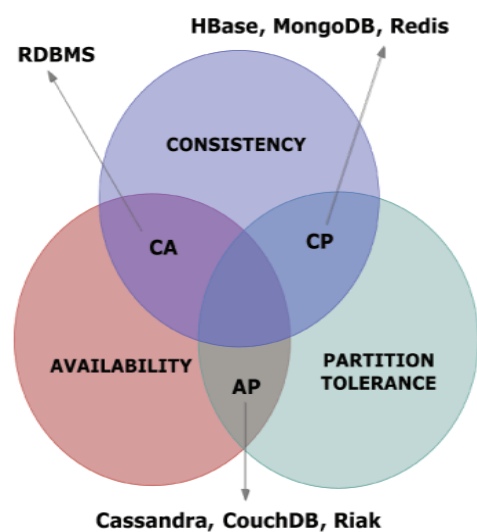 HBase, MongoDB, Redis
RDBMS
CONSISTENCY
CA
CP
AVAILABILITY
PARTITION
TOLERANCE
AP
Cassandra, CouchDB, Riak